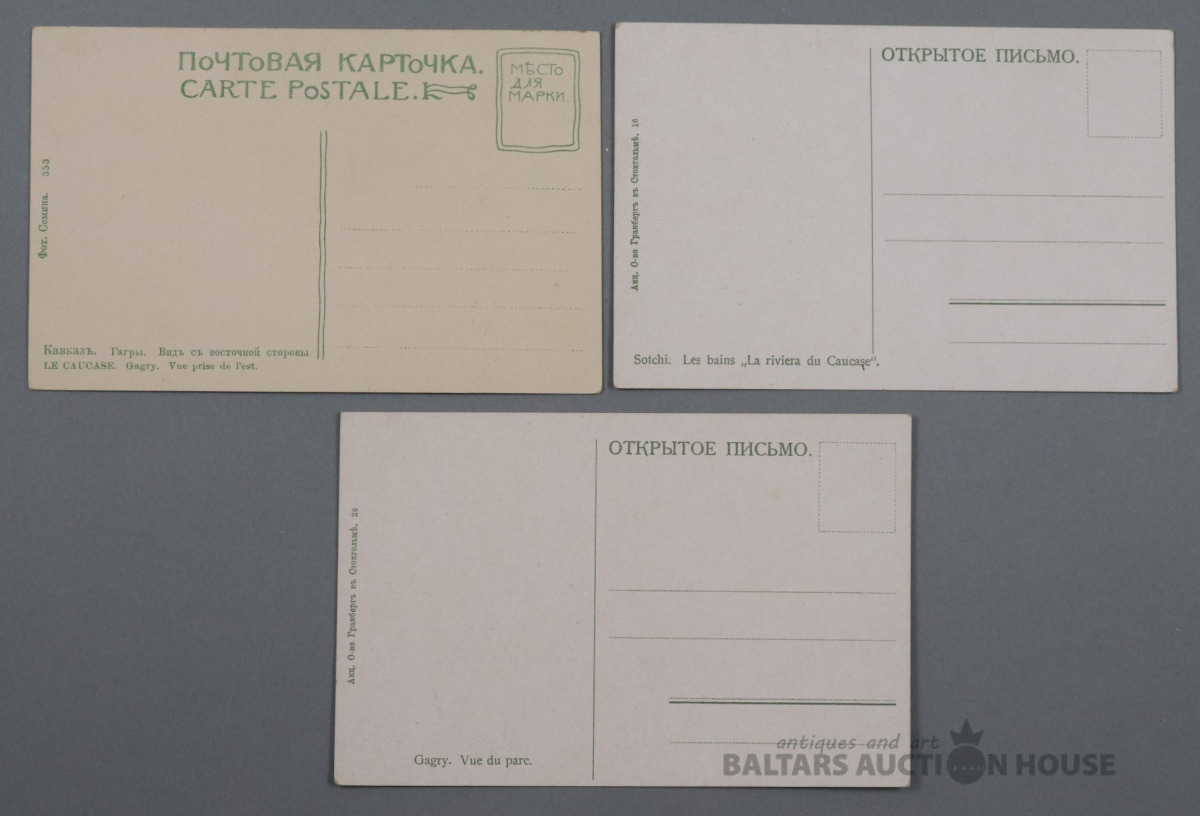 ПОЧТОВАЯ КАРТОЧКА.
CARTE POSTALE.
МѢСТО
ДЛЯ
МАРКИ.
Фот. Семина. 353
Кавказъ. Гагры. Видъ съ восточной стороны
LE CAUCASE. Gagry. Vue prise de l'est.
ОТКРЫТОЕ ПИСЬМО.
Акц. О-во Гранбергъ въ Стокгольмѣ. 16
Sotchi. Les bains „La riviera du Caucase“.
ОТКРЫТОЕ ПИСЬМО.
Акц. О-во Гранбергъ въ Стокгольмѣ. 26
Gagry. Vue du parc.
antiques and art
BALTARS AUCTION HOUSE